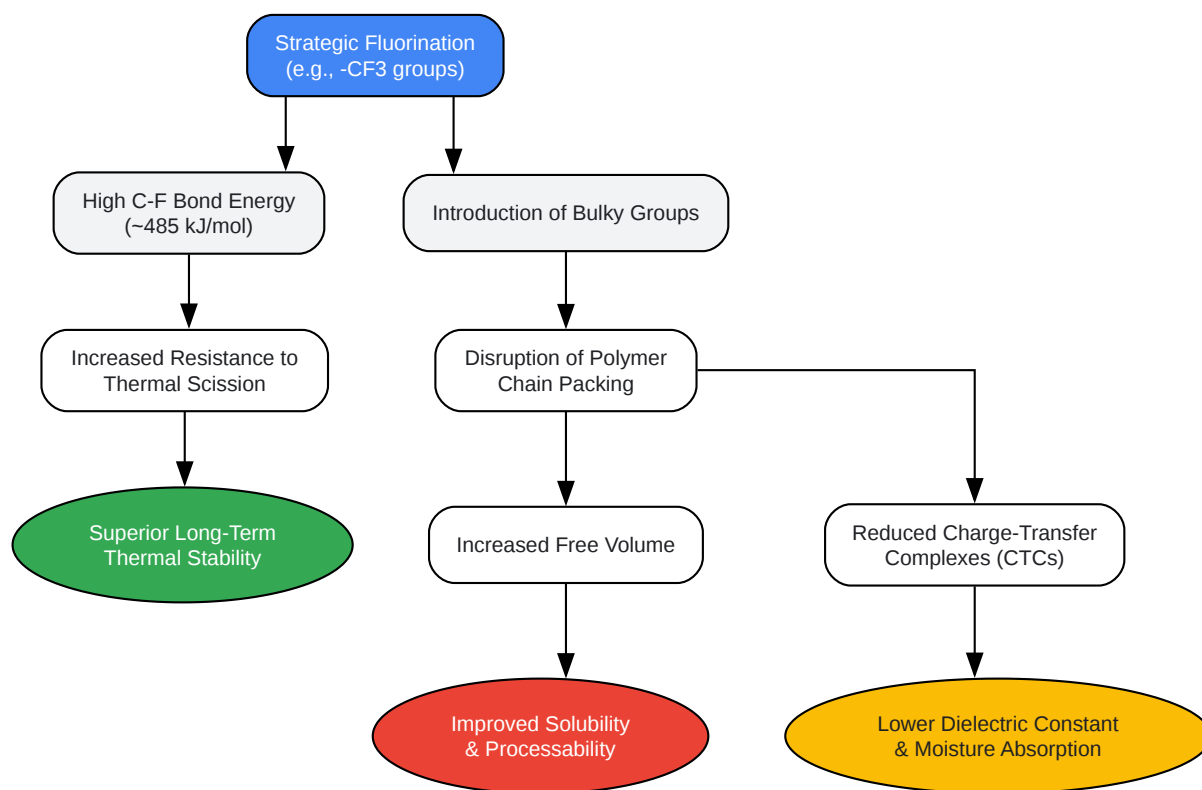 Strategic Fluorination
(e.g., -CF3 groups)
High C-F Bond Energy
(~485 kJ/mol)
Introduction of Bulky Groups
Increased Resistance to
Thermal Scission
Disruption of Polymer
Chain Packing
Superior Long-Term
Thermal Stability
Increased Free Volume
Reduced Charge-Transfer
Complexes (CTCs)
Improved Solubility
& Processability
Lower Dielectric Constant
& Moisture Absorption